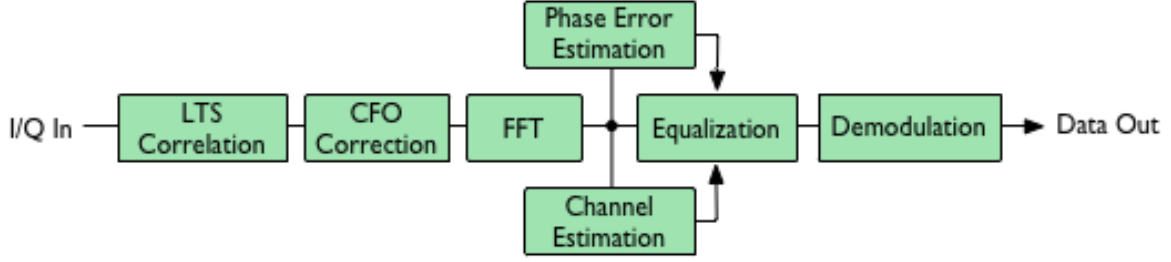 Phase Error
Estimation
I/Q In
LTS
Correlation
CFO
Correction
FFT
Equalization
Demodulation
Data Out
Channel
Estimation